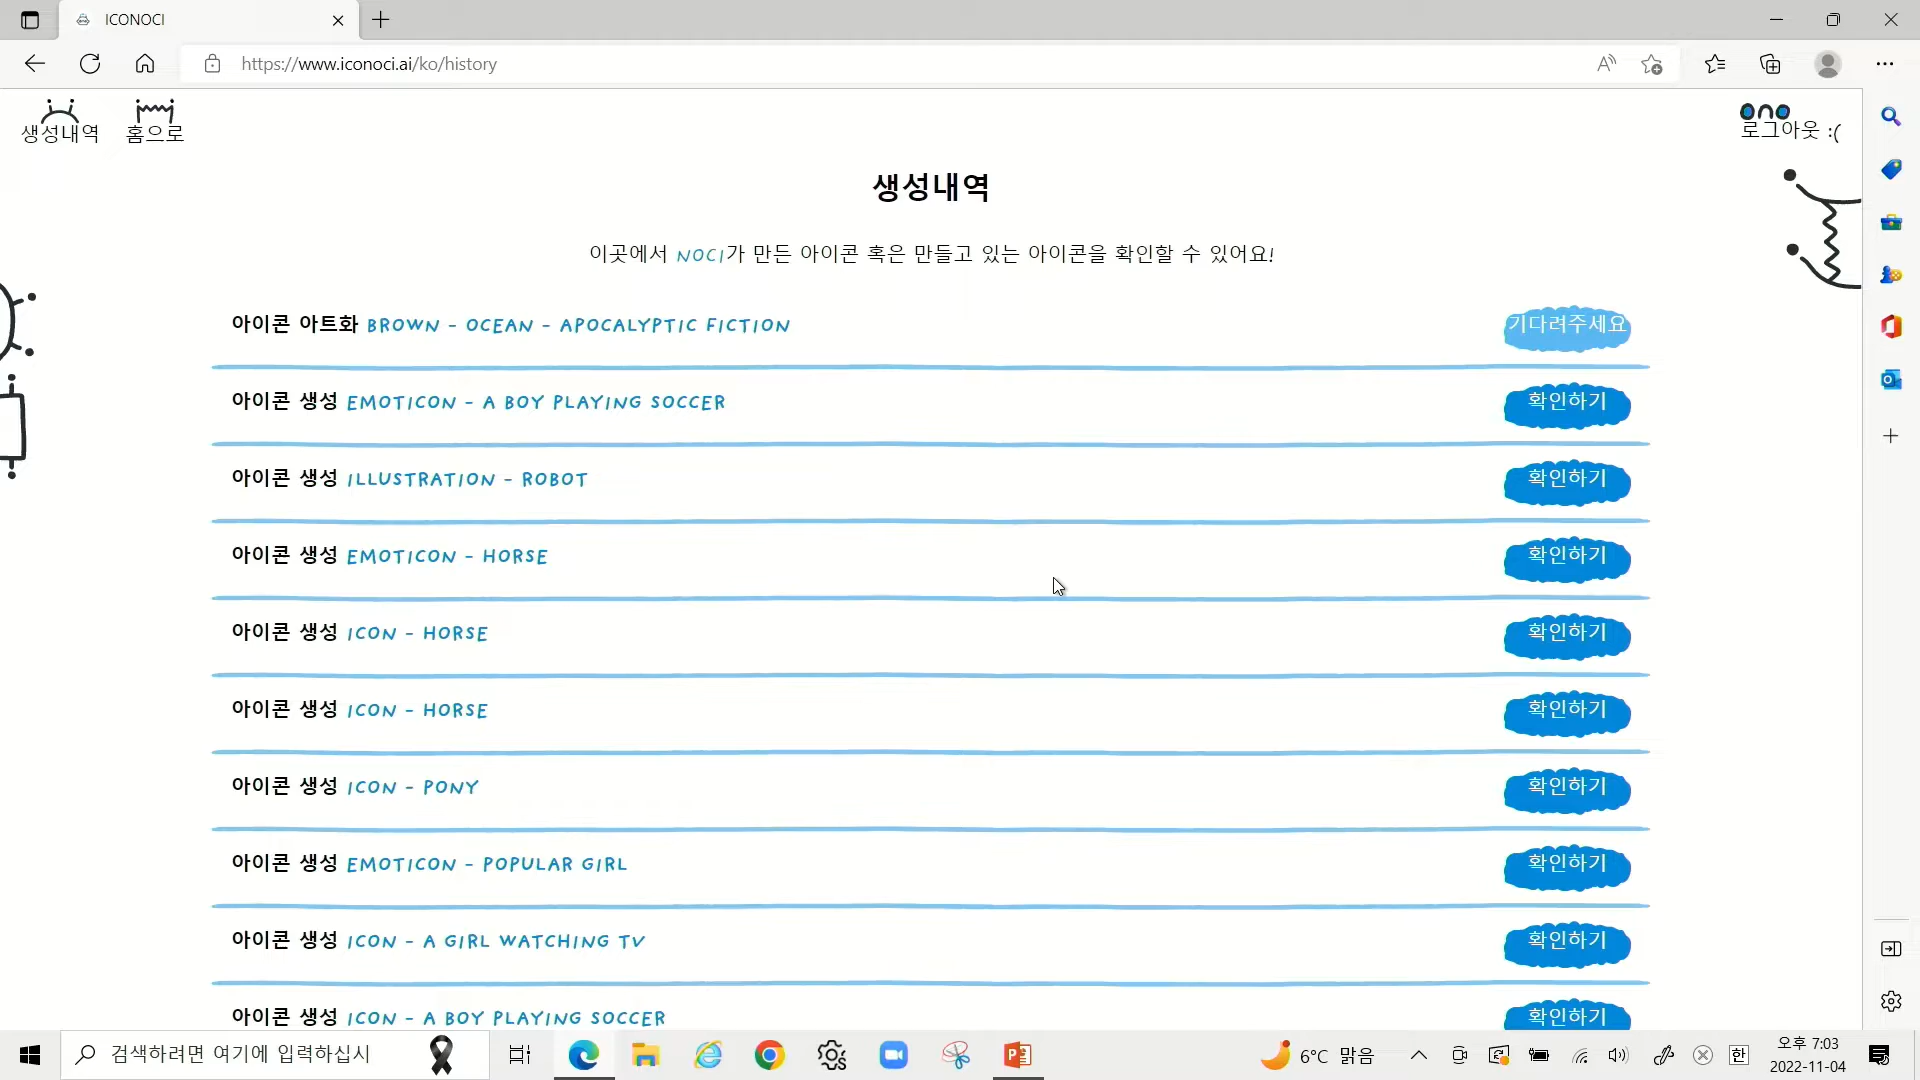 ICONOCI
https://www.iconoci.ai/ko/history
생성내역 홈으로
로그아웃 :(
생성내역
이곳에서 NOCI가 만든 아이콘 혹은 만들고 있는 아이콘을 확인할 수 있어요!
아이콘 아트화 BROWN - OCEAN - APOCALYPTIC FICTION 기다려주세요
아이콘 생성 EMOTICON - A BOY PLAYING SOCCER 확인하기
아이콘 생성 ILLUSTRATION - ROBOT 확인하기
아이콘 생성 EMOTICON - HORSE 확인하기
아이콘 생성 ICON - HORSE 확인하기
아이콘 생성 ICON - HORSE 확인하기
아이콘 생성 ICON - PONY 확인하기
아이콘 생성 EMOTICON - POPULAR GIRL 확인하기
아이콘 생성 ICON - A GIRL WATCHING TV 확인하기
아이콘 생성 ICON - A BOY PLAYING SOCCER 확인하기
검색하려면 여기에 입력하십시
6°C 맑음
한
오후 7:03
2022-11-04